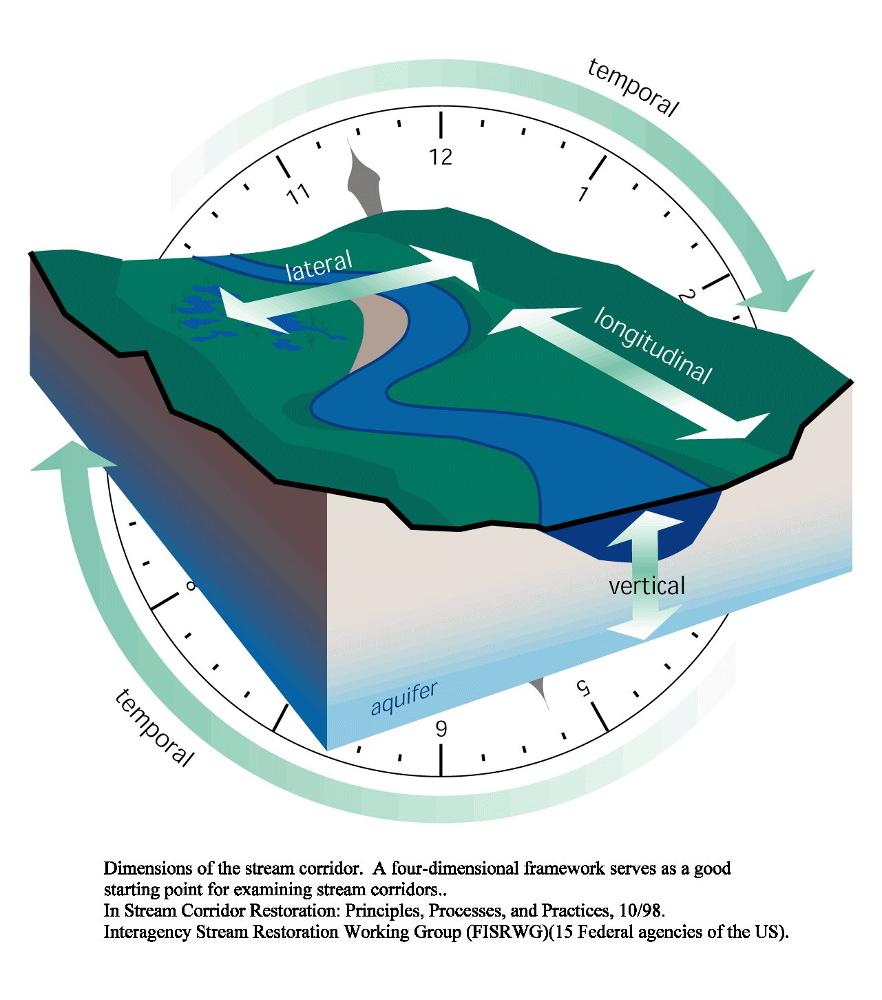 temporal
12
11
1
2
lateral
longitudinal
vertical
aquifer
5
6
temporal
Dimensions of the stream corridor.  A four-dimensional framework serves as a good
starting point for examining stream corridors..
In Stream Corridor Restoration: Principles, Processes, and Practices, 10/98.
Interagency Stream Restoration Working Group (FISRWG)(15 Federal agencies of the US).